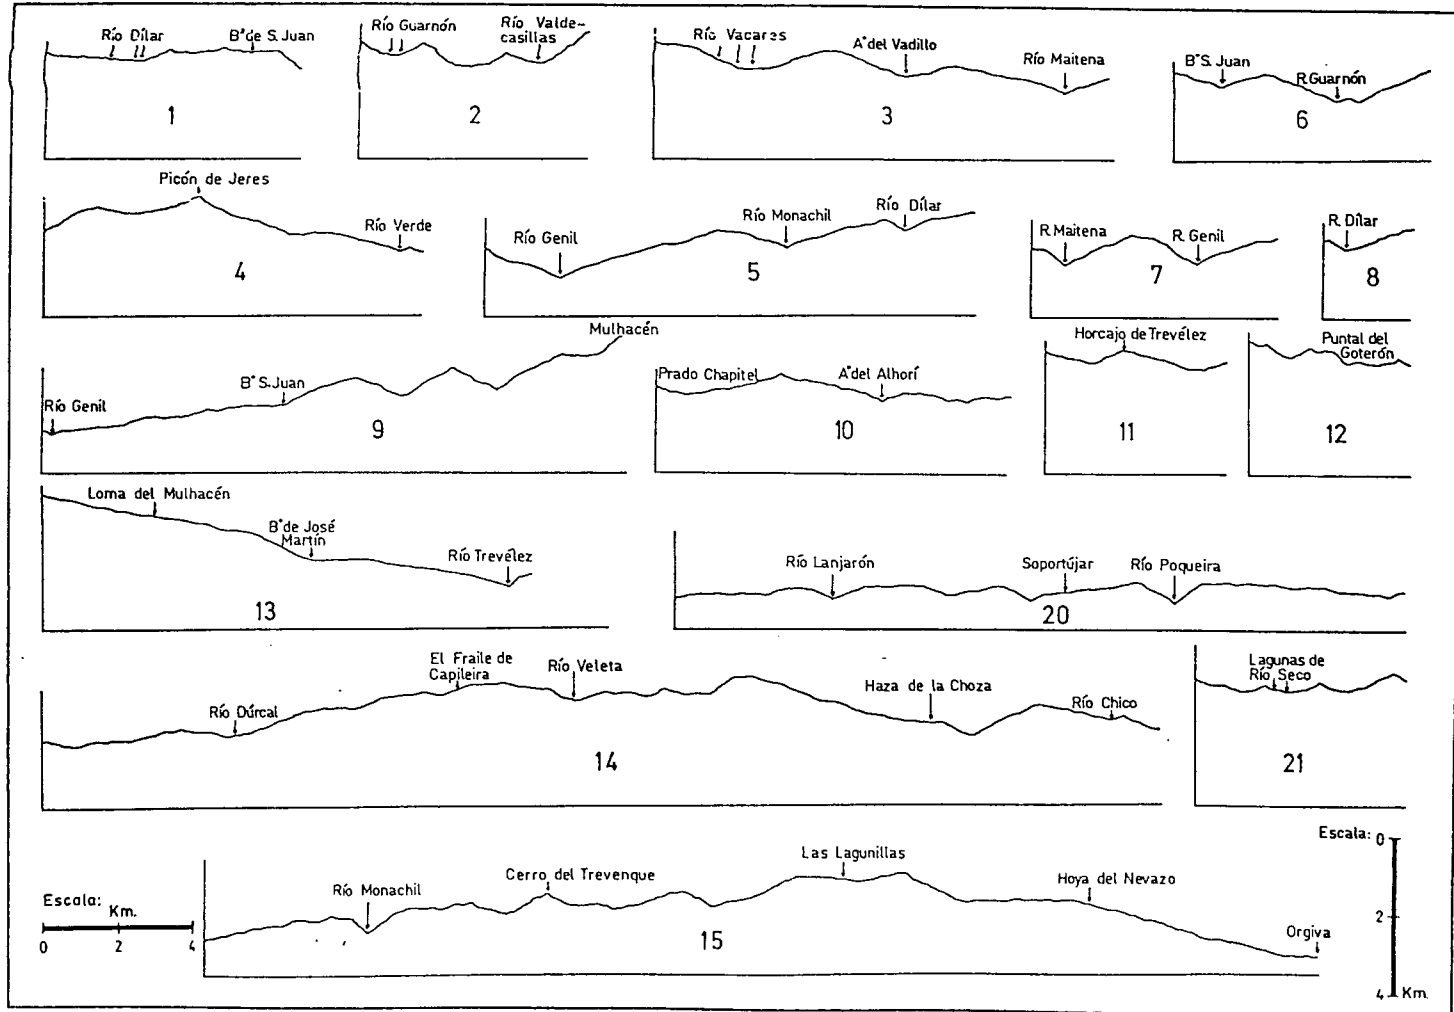 Río Dílar
B° de S. Juan
1
Río Guarnón
Río Valde-
casillas
2
Río Vacares
A° del Vadillo
Río Maitena
3
B° S. Juan
R. Guarnón
6
Picón de Jeres
Río Verde
4
Río Genil
Río Monachil
Río Dílar
5
R. Maitena
R. Genil
7
R. Dílar
8
Río Genil
B° S. Juan
Mulhacén
9
Prado Chapitel
A° del Alhorí
10
Horcajo de Trevélez
11
Puntal del
Goterón
12
Loma del Mulhacén
B° de José
Martín
Río Trevélez
13
Río Lanjarón
Soportújar
Río Poqueira
20
Río Dúrcal
El Fraile de
Capileira
Río Veleta
Haza de la Choza
Río Chico
14
Lagunas de
Río Seco
21
Escala:
Km.
0 2 4
Río Monachil
Cerro del Trevenque
Las Lagunillas
Hoya del Nevazo
Orgiva
15
Escala: 0
2
4 Km.